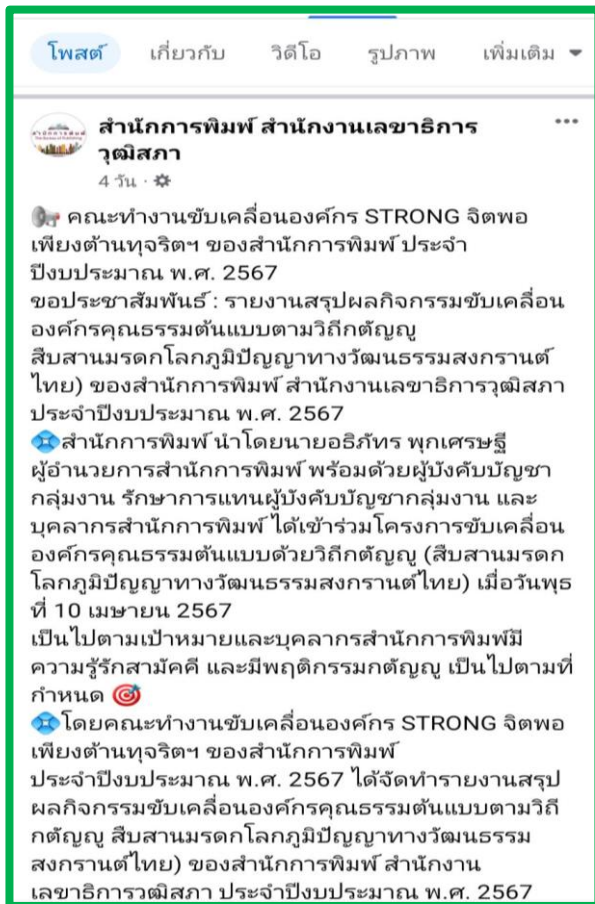 โพสต์ เกี่ยวกับ วิดีโอ รูปภาพ เพิ่มเติม
สำนักการพิมพ์ สำนักงานเลขาธิการ
วุฒิสภา
4 วัน ·
คณะทำงานขับเคลื่อนองค์กร STRONG จิตพอ
เพียงต้านทุจริตฯ ของสำนักการพิมพ์ ประจำ
ปีงบประมาณ พ.ศ. 2567
ขอประชาสัมพันธ์ : รายงานสรุปผลกิจกรรมขับเคลื่อน
องค์กรคุณธรรมต้นแบบตามวิถีกตัญญู
สืบสานมรดกโลกภูมิปัญญาทางวัฒนธรรมสงกรานต์
ไทย) ของสำนักการพิมพ์ สำนักงานเลขาธิการวุฒิสภา
ประจำปีงบประมาณ พ.ศ. 2567
💠สำนักการพิมพ์ นำโดยนายอธิภัทร พุกเศรษฐี
ผู้อำนวยการสำนักการพิมพ์ พร้อมด้วยผู้บังคับบัญชา
กลุ่มงาน รักษาการแทนผู้บังคับบัญชากลุ่มงาน และ
บุคลากรสำนักการพิมพ์ ได้เข้าร่วมโครงการขับเคลื่อน
องค์กรคุณธรรมต้นแบบด้วยวิถีกตัญญู (สืบสานมรดก
โลกภูมิปัญญาทางวัฒนธรรมสงกรานต์ไทย) เมื่อวันพุธ
ที่ 10 เมษายน 2567
เป็นไปตามเป้าหมายและบุคลากรสำนักการพิมพ์มี
ความรู้รักสามัคคี และมีพฤติกรรมกตัญญู เป็นไปตามที่
กำหนด 🎯
💠โดยคณะทำงานขับเคลื่อนองค์กร STRONG จิตพอ
เพียงต้านทุจริตฯ ของสำนักการพิมพ์
ประจำปีงบประมาณ พ.ศ. 2567 ได้จัดทำรายงานสรุป
ผลกิจกรรมขับเคลื่อนองค์กรคุณธรรมต้นแบบตามวิถี
กตัญญู สืบสานมรดกโลกภูมิปัญญาทางวัฒนธรรม
สงกรานต์ไทย) ของสำนักการพิมพ์ สำนักงาน
เลขาธิการวุฒิสภา ประจำปีงบประมาณ พ.ศ. 2567